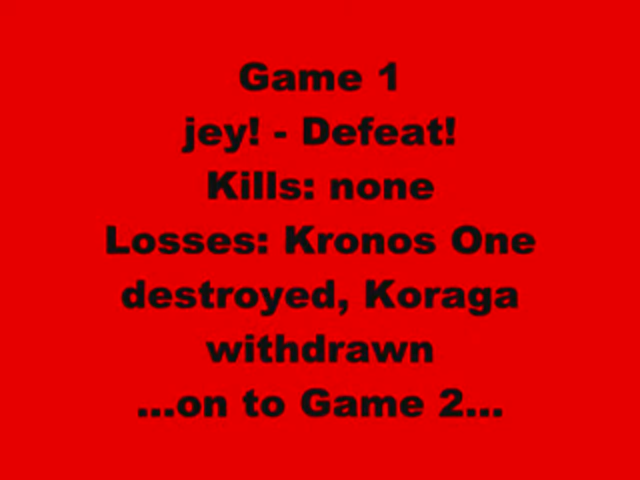 Game 1
jey! - Defeat!
Kills: none
Losses: Kronos One
destroyed, Koraga
withdrawn
...on to Game 2...